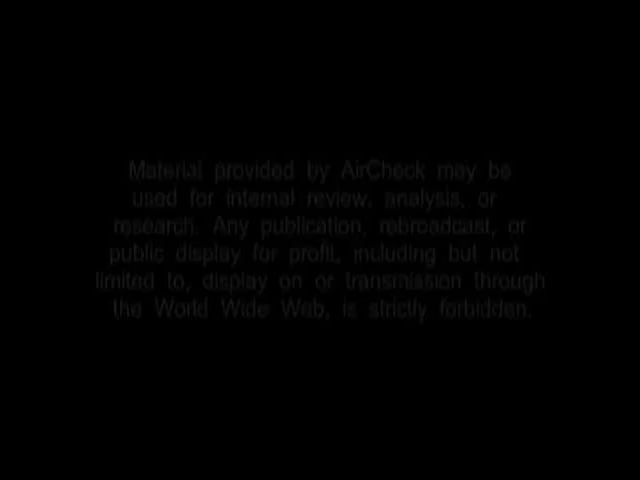 Material provided by AirCheck may be
used for internal review, analysis, or
research. Any publication, rebroadcast, or
public display for profit, including but not
limited to, display on or transmission through
the World Wide Web, is strictly forbidden.